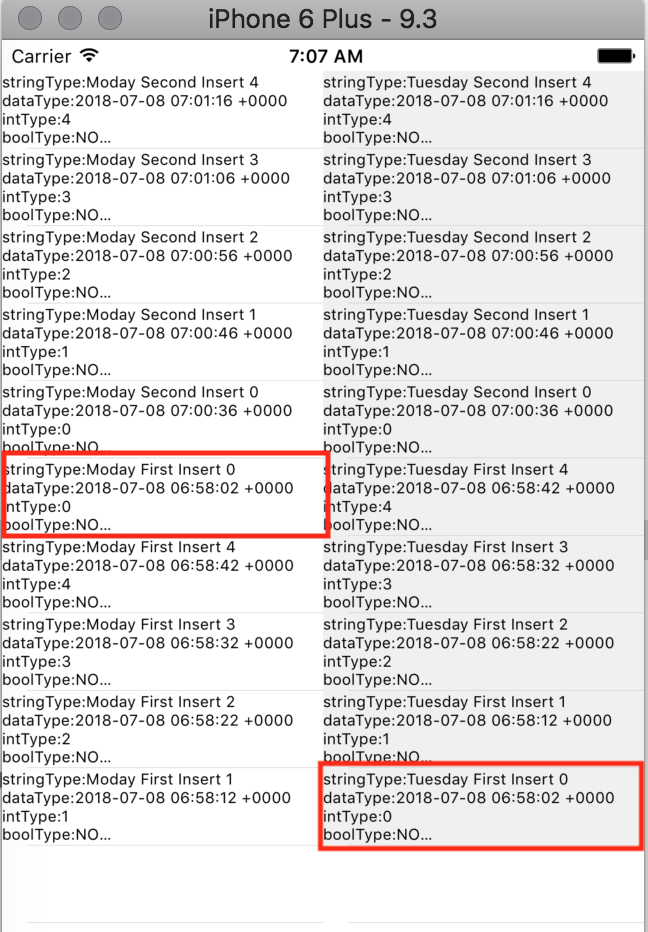 iPhone 6 Plus - 9.3
Carrier 7:07 AM
stringType:Moday Second Insert 4
dataType:2018-07-08 07:01:16 +0000
intType:4
boolType:NO...
stringType:Moday Second Insert 3
dataType:2018-07-08 07:01:06 +0000
intType:3
boolType:NO...
stringType:Moday Second Insert 2
dataType:2018-07-08 07:00:56 +0000
intType:2
boolType:NO...
stringType:Moday Second Insert 1
dataType:2018-07-08 07:00:46 +0000
intType:1
boolType:NO...
stringType:Moday Second Insert 0
dataType:2018-07-08 07:00:36 +0000
intType:0
boolType:NO...
stringType:Moday First Insert 0
dataType:2018-07-08 06:58:02 +0000
intType:0
boolType:NO...
stringType:Moday First Insert 4
dataType:2018-07-08 06:58:42 +0000
intType:4
boolType:NO...
stringType:Moday First Insert 3
dataType:2018-07-08 06:58:32 +0000
intType:3
boolType:NO...
stringType:Moday First Insert 2
dataType:2018-07-08 06:58:22 +0000
intType:2
boolType:NO...
stringType:Moday First Insert 1
dataType:2018-07-08 06:58:12 +0000
intType:1
boolType:NO...
stringType:Tuesday Second Insert 4
dataType:2018-07-08 07:01:16 +0000
intType:4
boolType:NO...
stringType:Tuesday Second Insert 3
dataType:2018-07-08 07:01:06 +0000
intType:3
boolType:NO...
stringType:Tuesday Second Insert 2
dataType:2018-07-08 07:00:56 +0000
intType:2
boolType:NO...
stringType:Tuesday Second Insert 1
dataType:2018-07-08 07:00:46 +0000
intType:1
boolType:NO...
stringType:Tuesday Second Insert 0
dataType:2018-07-08 07:00:36 +0000
intType:0
boolType:NO...
stringType:Tuesday First Insert 4
dataType:2018-07-08 06:58:42 +0000
intType:4
boolType:NO...
stringType:Tuesday First Insert 3
dataType:2018-07-08 06:58:32 +0000
intType:3
boolType:NO...
stringType:Tuesday First Insert 2
dataType:2018-07-08 06:58:22 +0000
intType:2
boolType:NO...
stringType:Tuesday First Insert 1
dataType:2018-07-08 06:58:12 +0000
intType:1
boolType:NO...
stringType:Tuesday First Insert 0
dataType:2018-07-08 06:58:02 +0000
intType:0
boolType:NO...